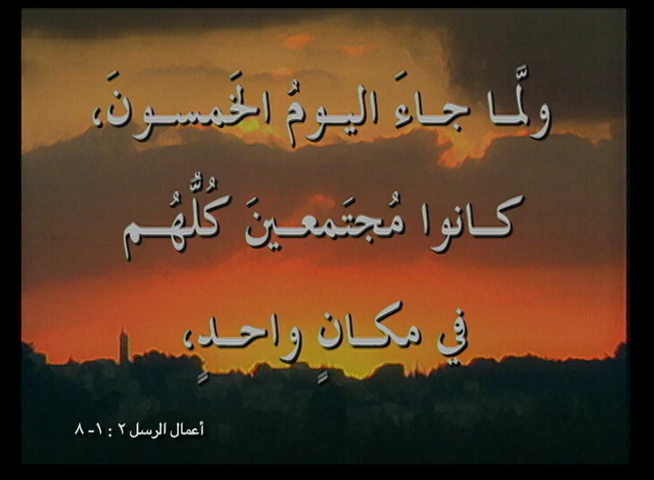 ولَّما جاءَ اليومُ الخَمسونَ،
كانوا مُجتَمعينَ كُلُّهُم
في مكانٍ واحدٍ،
أعمال الرسل ٢ : ١- ٨